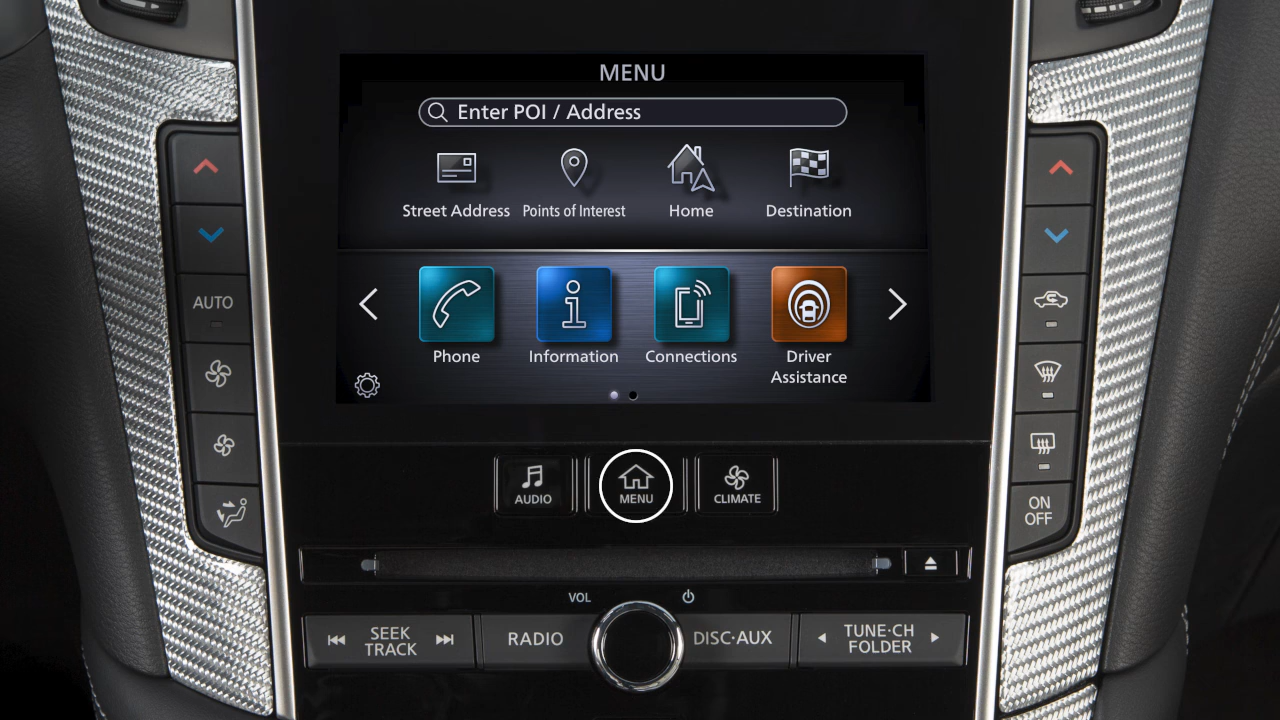 MENU
Enter POI / Address
Street Address Points of Interest Home Destination
AUTO
Phone Information Connections Driver
Assistance
AUDIO MENU CLIMATE
ON
OFF
VOL
SEEK
TRACK
RADIO
DISC·AUX
TUNE·CH
FOLDER